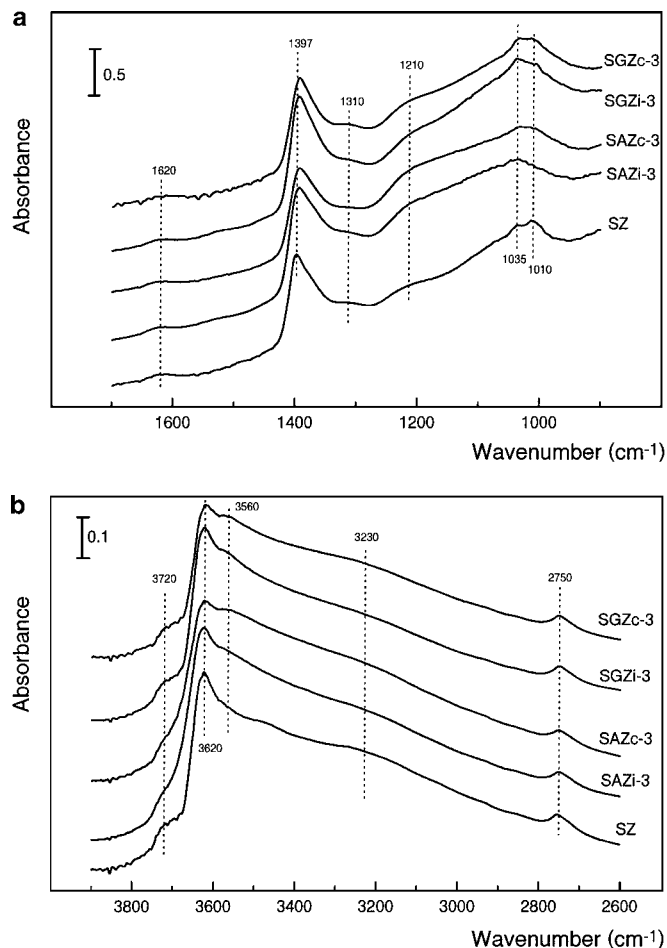 a
0.5
1620
1397
1310
1210
1035
1010
SGZc-3
SGZi-3
SAZc-3
SAZi-3
SZ
Absorbance
1600
1400
1200
1000
Wavenumber (cm-1)
b
0.1
3720
3620
3560
3230
2750
SGZc-3
SGZi-3
SAZc-3
SAZi-3
SZ
Absorbance
3800
3600
3400
3200
3000
2800
2600
Wavenumber (cm-1)